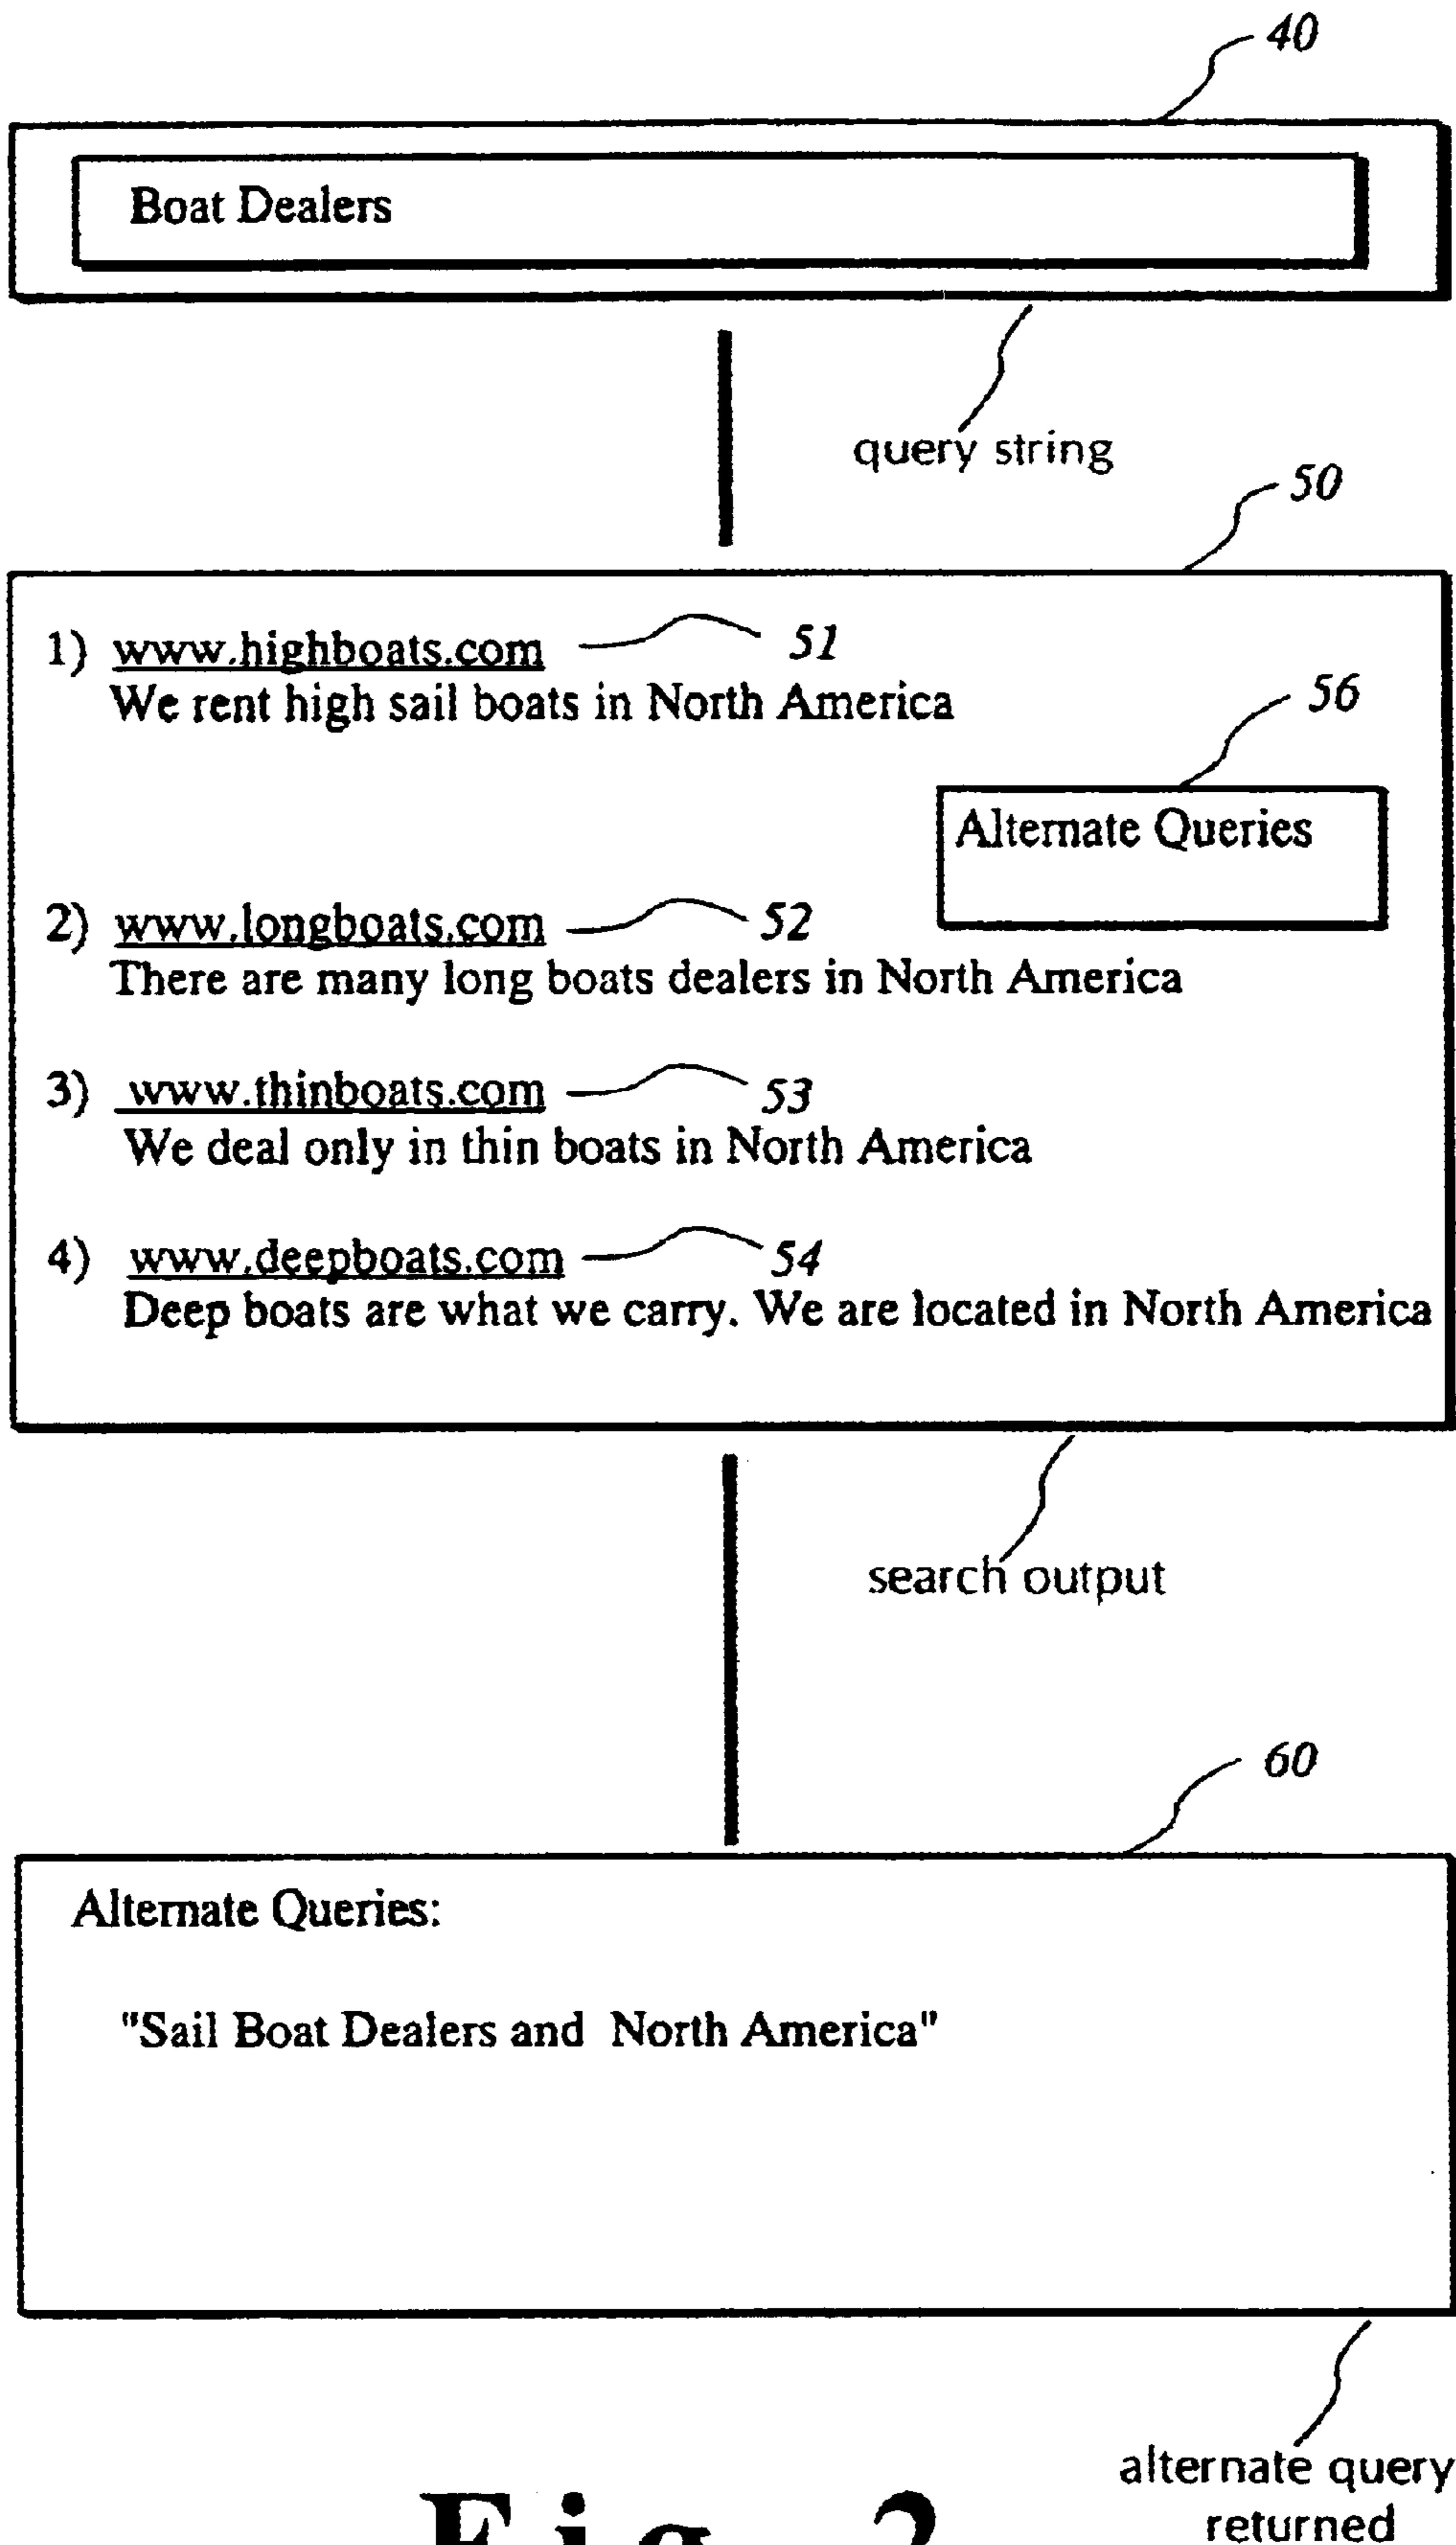 40
Boat Dealers
query string
50
1) www.highboats.com 51
We rent high sail boats in North America
56
Alternate Queries
2) www.longboats.com 52
There are many long boats dealers in North America
3) www.thinboats.com 53
We deal only in thin boats in North America
4) www.deepboats.com 54
Deep boats are what we carry. We are located in North America
search output
60
Alternate Queries:
"Sail Boat Dealers and North America"
alternate query
returned